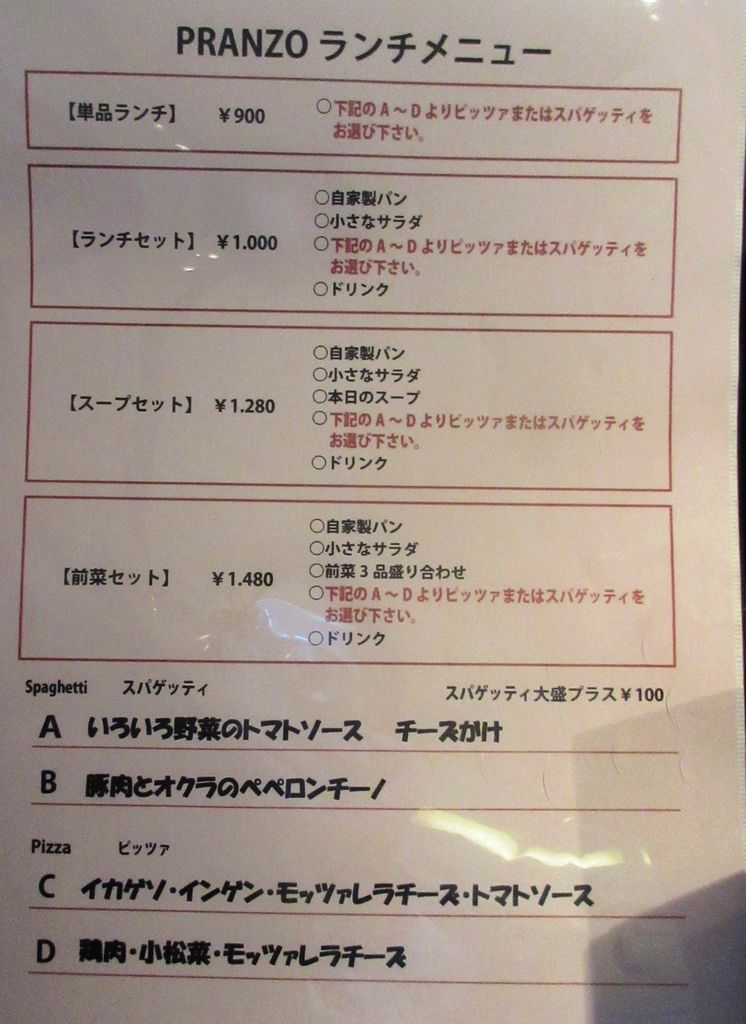 PRANZO ランチメニュー
【単品ランチ】 ￥900 ○下記の A ～ D よりピッツァまたはスパゲッティを
お選び下さい。
○自家製パン
○小さなサラダ
【ランチセット】 ￥1.000 ○下記の A ～ D よりピッツァまたはスパゲッティを
お選び下さい。
○ドリンク
○自家製パン
○小さなサラダ
【スープセット】 ￥1.280 ○本日のスープ
○下記の A ～ D よりピッツァまたはスパゲッティを
お選び下さい。
○ドリンク
○自家製パン
○小さなサラダ
【前菜セット】 ￥1.480 ○前菜 3 品盛り合わせ
○下記の A ～ D よりピッツァまたはスパゲッティを
お選び下さい。
○ドリンク
Spaghetti スパゲッティ スパゲッティ大盛プラス￥100
A いろいろ野菜のトマトソース チーズがけ
B 豚肉とオクラのペペロンチーノ
Pizza ピッツァ
C イカゲソ・インゲン・モッツァレラチーズ・トマトソース
D 鶏肉・小松菜・モッツァレラチーズ